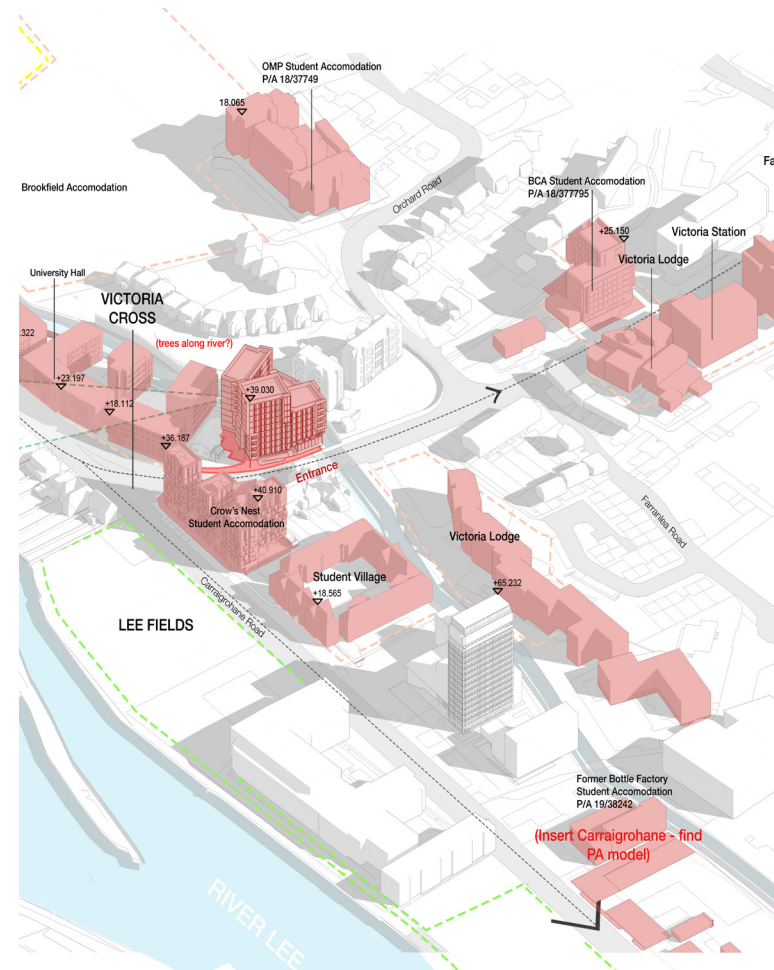 OMP Student Accomodation
P/A 18/37749
18.065
Brookfield Accomodation
Orchard Road
BCA Student Accomodation
P/A 18/377795
Fa
+25.150
Victoria Station
Victoria Lodge
University Hall
VICTORIA
CROSS
(trees along river?)
.322
+23.197
+18.112
+39.030
+36.187
Entrance
+40.910
Crow's Nest
Student Accomodation
Victoria Lodge
Farranlea Road
Student Village
+18.565
+65.232
Carraigrohane Road
LEE FIELDS
Former Bottle Factory
Student Accomodation
P/A 19/38242
(Insert Carraigrohane - find
PA model)
RIVER LEE